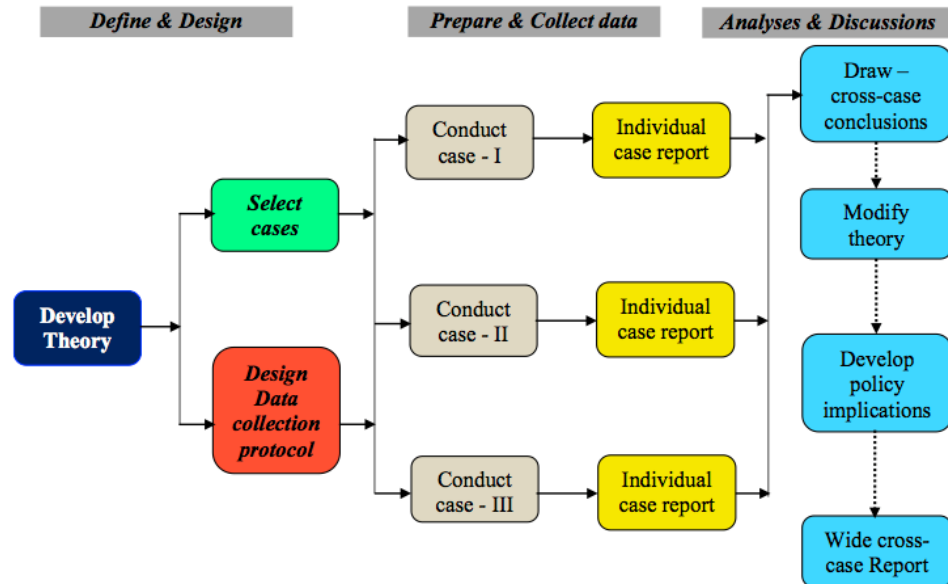 Define & Design
Prepare & Collect data
Analyses & Discussions
Develop
Theory
Select
cases
Design
Data
collection
protocol
Conduct
case - I
Individual
case report
Conduct
case - II
Individual
case report
Conduct
case - III
Individual
case report
Draw –
cross-case
conclusions
Modify
theory
Develop
policy
implications
Wide cross-
case Report